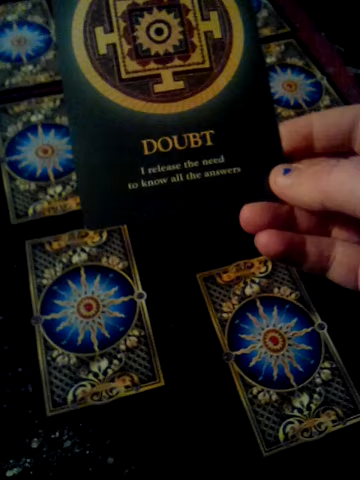 DOUBT
I release the need
to know all the answers